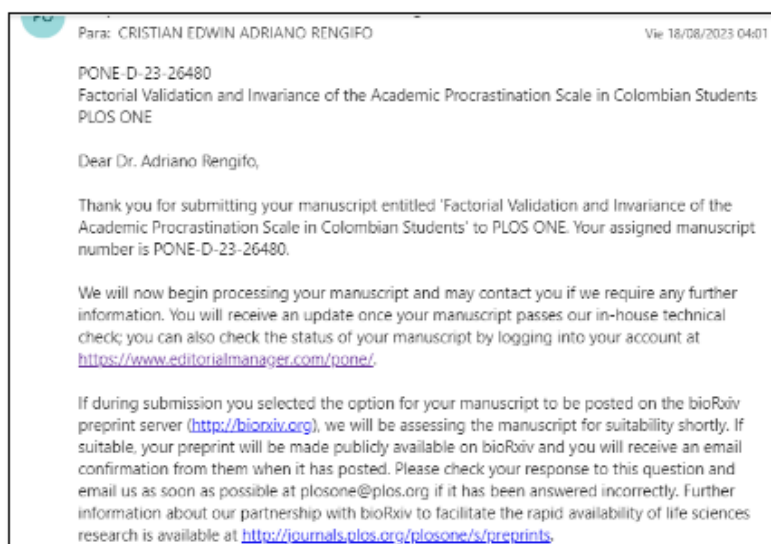 Para: CRISTIAN EDWIN ADRIANO RENGIFO
Vie 18/08/2023 04:01
PONE-D-23-26480
Factorial Validation and Invariance of the Academic Procrastination Scale in Colombian Students
PLOS ONE
Dear Dr. Adriano Rengifo,
Thank you for submitting your manuscript entitled 'Factorial Validation and Invariance of the
Academic Procrastination Scale in Colombian Students' to PLOS ONE. Your assigned manuscript
number is PONE-D-23-26480.
We will now begin processing your manuscript and may contact you if we require any further
information. You will receive an update once your manuscript passes our in-house technical
check; you can also check the status of your manuscript by logging into your account at
https://www.editorialmanager.com/pone/.
If during submission you selected the option for your manuscript to be posted on the bioRxiv
preprint server (http://biorxiv.org), we will be assessing the manuscript for suitability shortly. If
suitable, your preprint will be made publicly available on bioRxiv and you will receive an email
confirmation from them when it has posted. Please check your response to this question and
email us as soon as possible at plosone@plos.org if it has been answered incorrectly. Further
information about our partnership with bioRxiv to facilitate the rapid availability of life sciences
research is available at http://journals.plos.org/plosone/s/preprints.